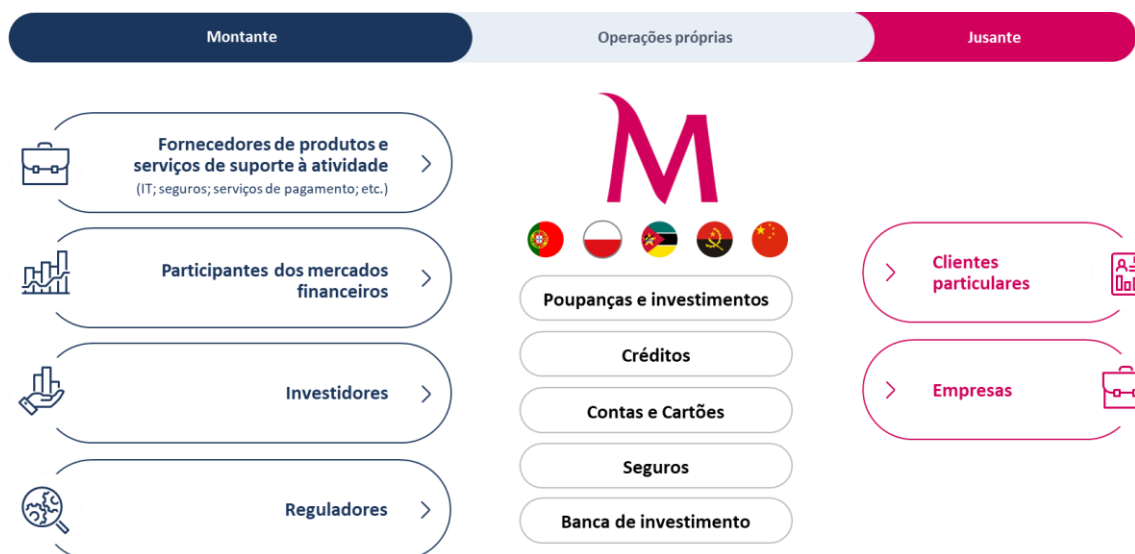 Montante
Operações próprias
Jusante
Fornecedores de produtos e
serviços de suporte à atividade
(IT; seguros; serviços de pagamento; etc.)
Participantes dos mercados
financeiros
Investidores
Reguladores
M
Poupanças e investimentos
Créditos
Contas e Cartões
Seguros
Banca de investimento
Clientes
particulares
Empresas